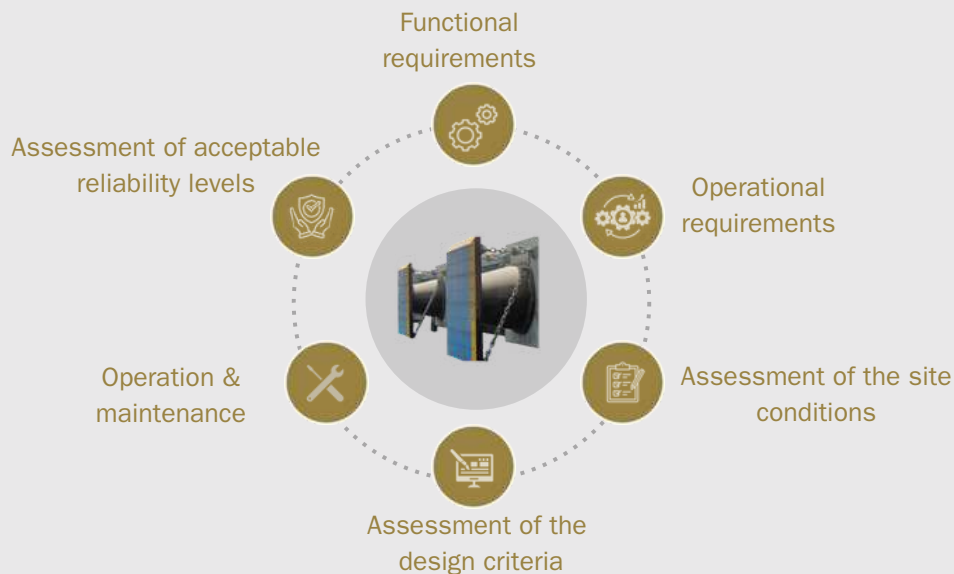 Functional
requirements
Assessment of acceptable
reliability levels
Operational
requirements
Operation &
maintenance
Assessment of the site
conditions
Assessment of the
design criteria